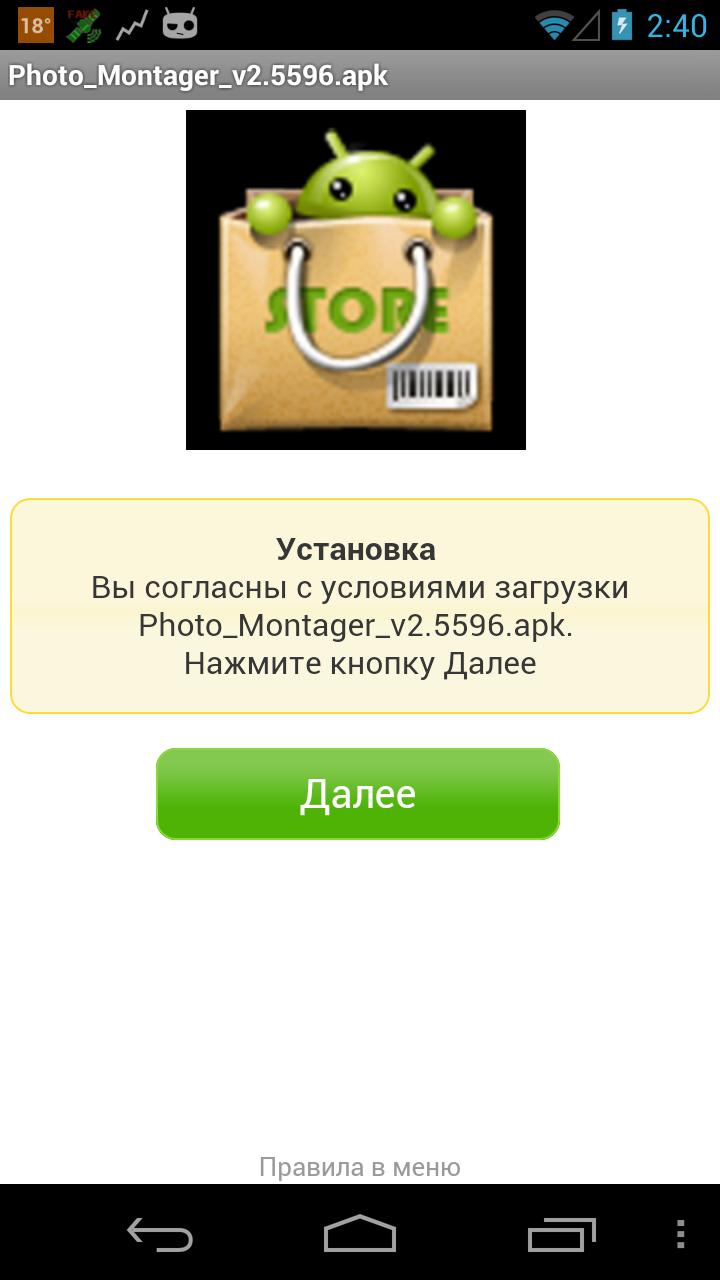 18°
FAKE
2:40
Photo_Montager_v2.5596.apk
STORE
Установка
Вы согласны с условиями загрузки
Photo_Montager_v2.5596.apk.
Нажмите кнопку Далее
Далее
Правила в меню